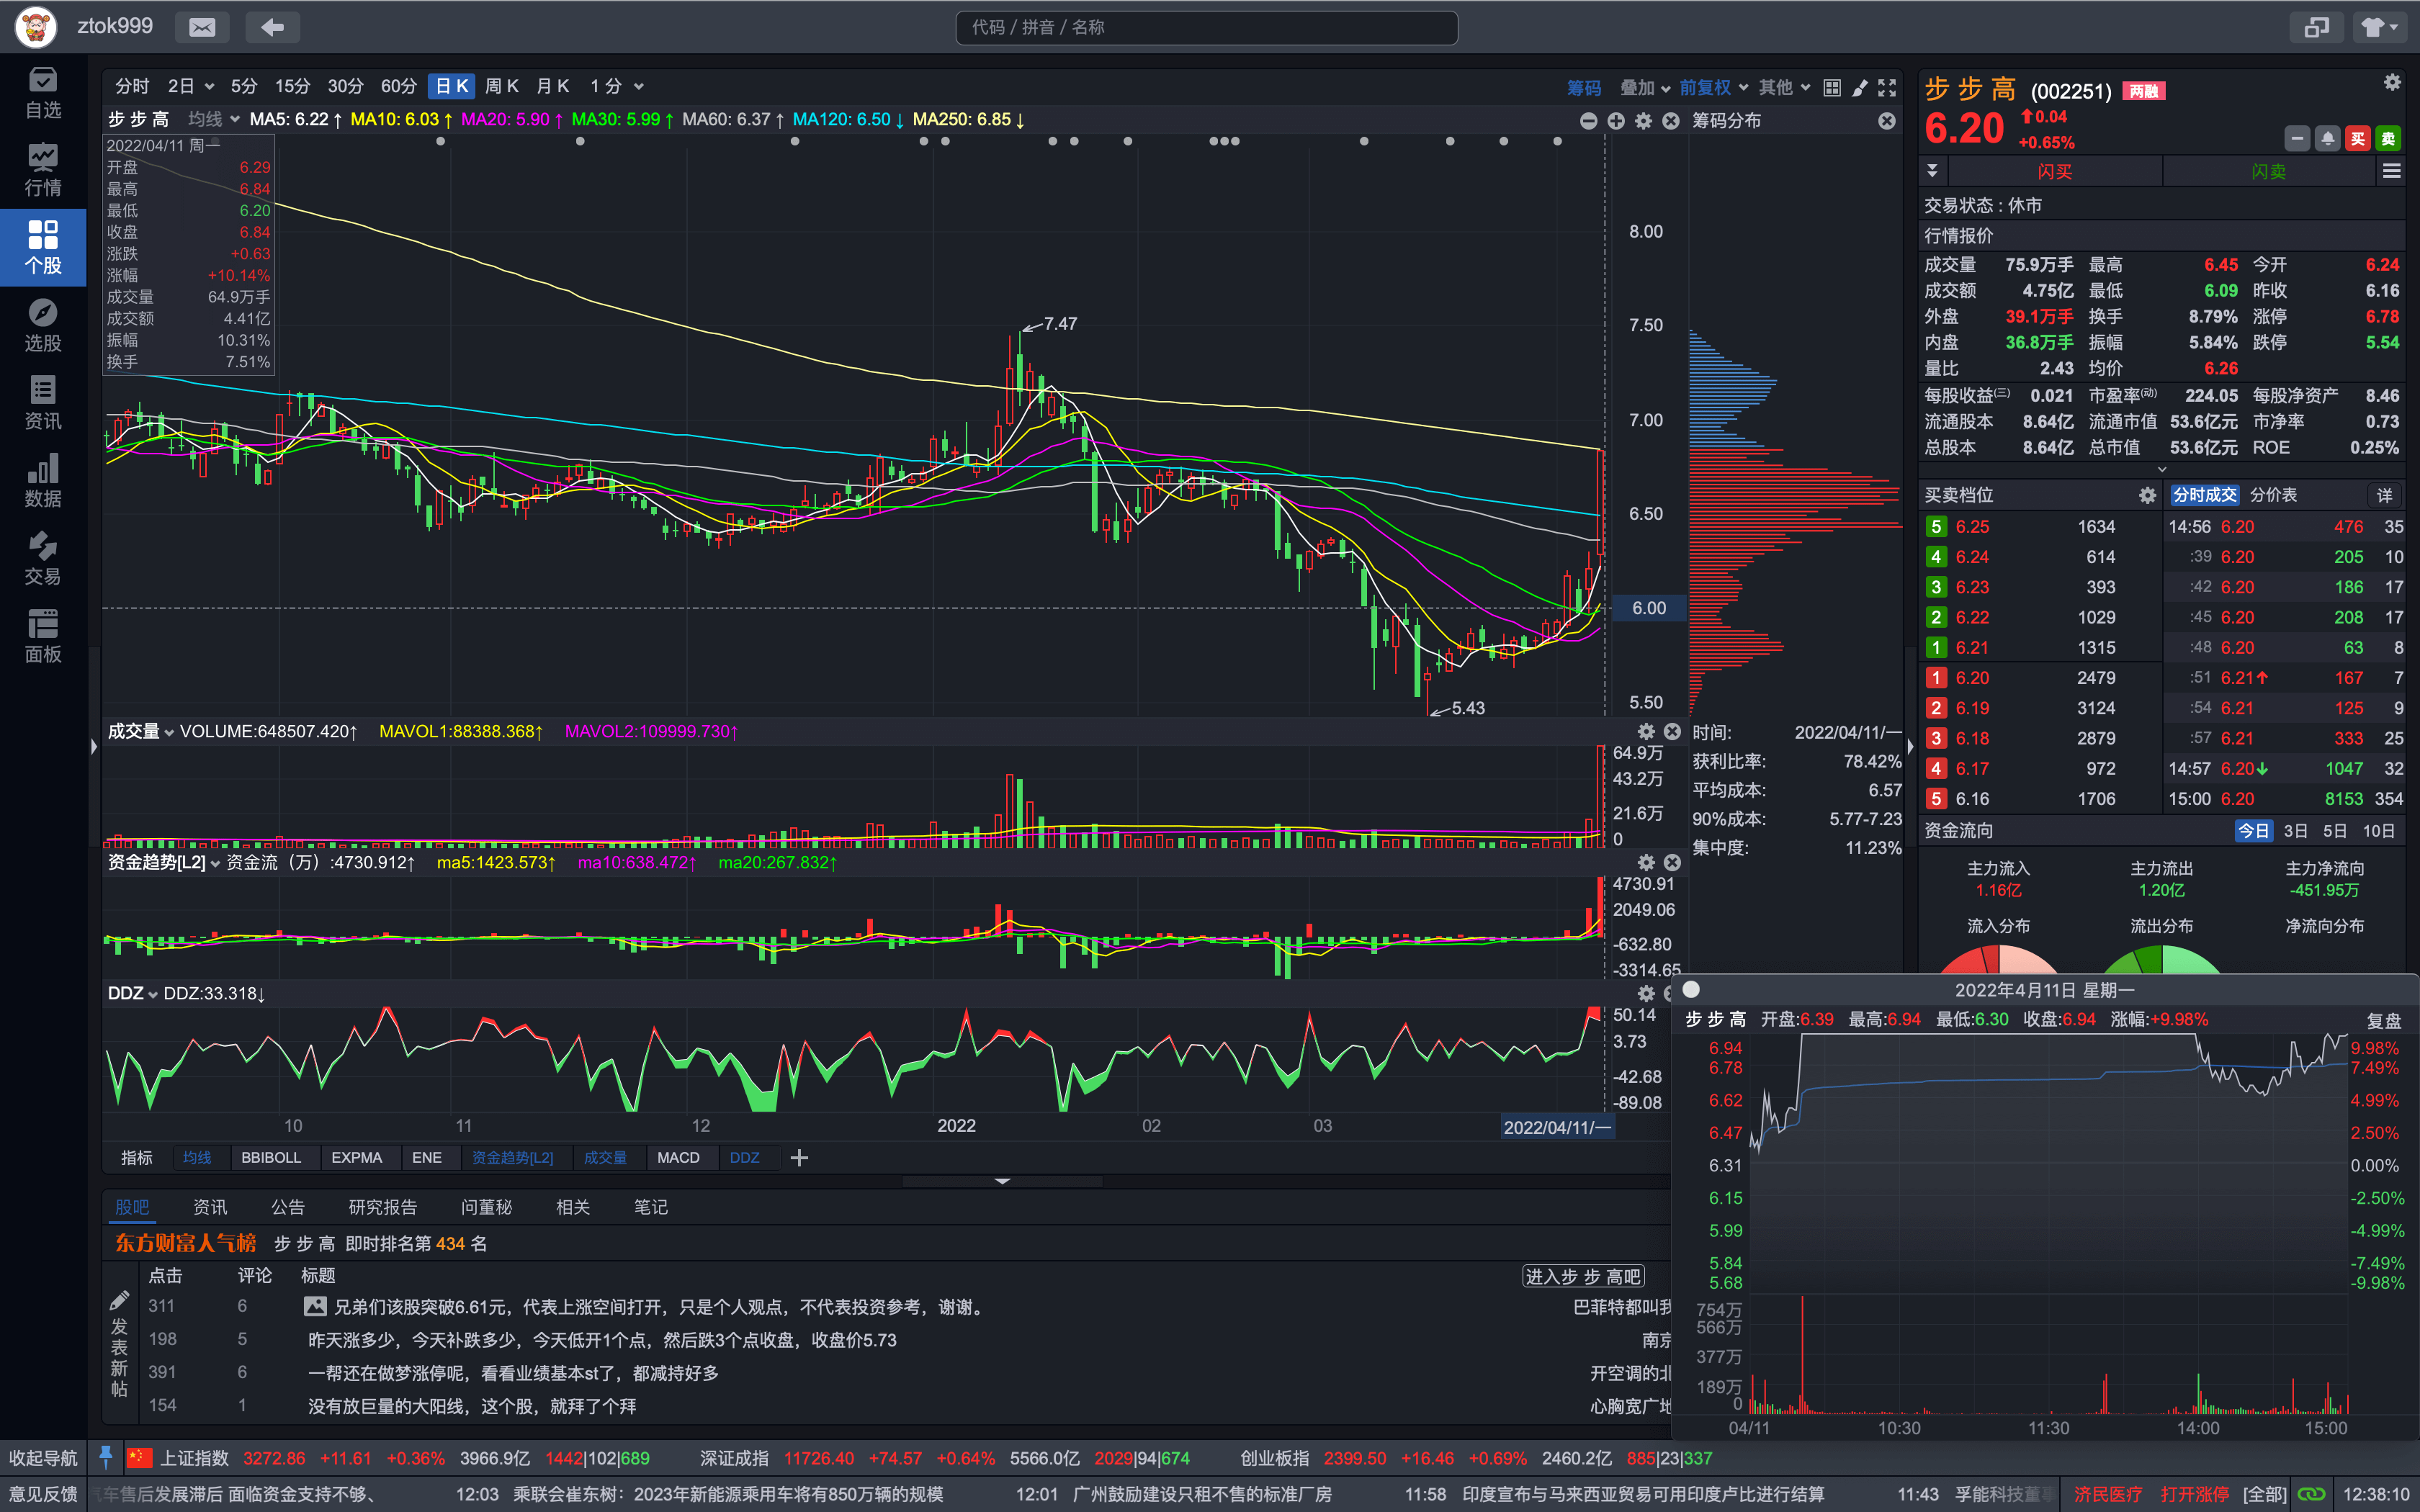 ztok999
代码 / 拼音 / 名称
自选
行情
个股
选股
资讯
数据
交易
面板
分时 2日 5分 15分 30分 60分 日K 周K 月K 1分
筹码 叠加 前复权 其他
步步高 均线 MA5: 6.22↑ MA10: 6.03↑ MA20: 5.90↑ MA30: 5.99↑ MA60: 6.37↑ MA120: 6.50↓ MA250: 6.85↓
筹码分布
2022/04/11 周一
开盘 6.29
最高 6.84
最低 6.20
收盘 6.84
涨跌 +0.63
涨幅 +10.14%
成交量 64.9万手
成交额 4.41亿
振幅 10.31%
换手 7.51%
7.47
5.43
8.00
7.50
7.00
6.50
6.00
5.50
成交量 VOLUME:648507.420↑ MAVOL1:88388.368↑ MAVOL2:109999.730↑
64.9万
43.2万
21.6万
0
资金趋势[L2] 资金流（万）:4730.912↑ ma5:1423.573↑ ma10:638.472↑ ma20:267.832↑
4730.91
2049.06
-632.80
-3314.65
DDZ DDZ:33.318↓
50.14
3.73
-42.68
-89.08
10 11 12 2022 02 03 2022/04/11/一
时间: 2022/04/11/一
获利比率: 78.42%
平均成本: 6.57
90%成本: 5.77-7.23
集中度: 11.23%
指标 均线 BBIBOLL EXPMA ENE 资金趋势[L2] 成交量 MACD DDZ
股吧 资讯 公告 研究报告 问董秘 相关 笔记
东方财富人气榜 步步高 即时排名第 434 名
发表新帖
点击 评论 标题 进入步步高吧
311 6 兄弟们该股突破6.61元，代表上涨空间打开，只是个人观点，不代表投资参考，谢谢。 巴菲特都叫我
198 5 昨天涨多少，今天补跌多少，今天低开1个点，然后跌3个点收盘，收盘价5.73 南京
391 6 一帮还在做梦涨停呢，看看业绩基本st了，都减持好多 开空调的北
154 1 没有放巨量的大阳线，这个股，就拜了个拜 心胸宽广地
步步高 (002251) 两融
6.20 ↑0.04
+0.65%
买 卖
闪买 闪卖
交易状态 : 休市
行情报价
成交量 75.9万手 最高 6.45 今开 6.24
成交额 4.75亿 最低 6.09 昨收 6.16
外盘 39.1万手 换手 8.79% 涨停 6.78
内盘 36.8万手 振幅 5.84% 跌停 5.54
量比 2.43 均价 6.26
每股收益(三) 0.021 市盈率(动) 224.05 每股净资产 8.46
流通股本 8.64亿 流通市值 53.6亿元 市净率 0.73
总股本 8.64亿 总市值 53.6亿元 ROE 0.25%
买卖档位 分时成交 分价表 详
5 6.25 1634 14:56 6.20 476 35
4 6.24 614 :39 6.20 205 10
3 6.23 393 :42 6.20 186 17
2 6.22 1029 :45 6.20 208 17
1 6.21 1315 :48 6.20 63 8
1 6.20 2479 :51 6.21↑ 167 7
2 6.19 3124 :54 6.21 125 9
3 6.18 2879 :57 6.21 333 25
4 6.17 972 14:57 6.20↓ 1047 32
5 6.16 1706 15:00 6.20 8153 354
资金流向 今日 3日 5日 10日
主力流入 主力流出 主力净流向
1.16亿 1.20亿 -451.95万
流入分布 流出分布 净流向分布
2022年4月11日 星期一
步步高 开盘:6.39 最高:6.94 最低:6.30 收盘:6.94 涨幅:+9.98% 复盘
6.94 9.98%
6.78 7.49%
6.62 4.99%
6.47 2.50%
6.31 0.00%
6.15 -2.50%
5.99 -4.99%
5.84 -7.49%
5.68 -9.98%
754万
566万
377万
189万
0
04/11 10:30 11:30 14:00 15:00
收起导航 上证指数 3272.86 +11.61 +0.36% 3966.9亿 1442|102|689 深证成指 11726.40 +74.57 +0.64% 5566.0亿 2029|94|674 创业板指 2399.50 +16.46 +0.69% 2460.2亿 885|23|337
意见反馈 汽车售后发展滞后 面临资金支持不够、 12:03 乘联会崔东树：2023年新能源乘用车将有850万辆的规模 12:01 广州鼓励建设只租不售的标准厂房 11:58 印度宣布与马来西亚贸易可用印度卢比进行结算 11:43 孚能科技董事 济民医疗 打开涨停 [全部] 12:38:10